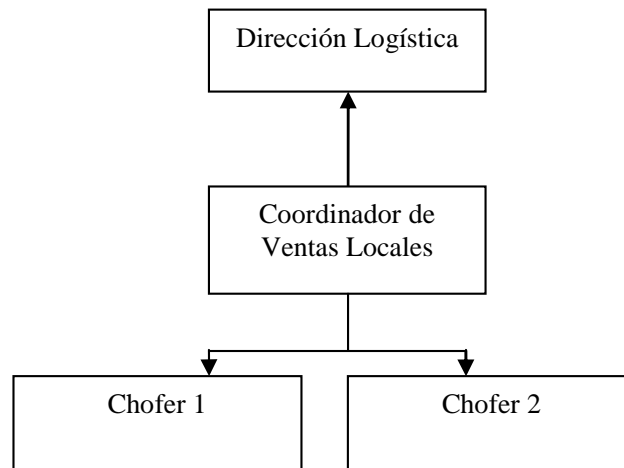 Dirección Logística
Coordinador de
Ventas Locales
Chofer 1
Chofer 2